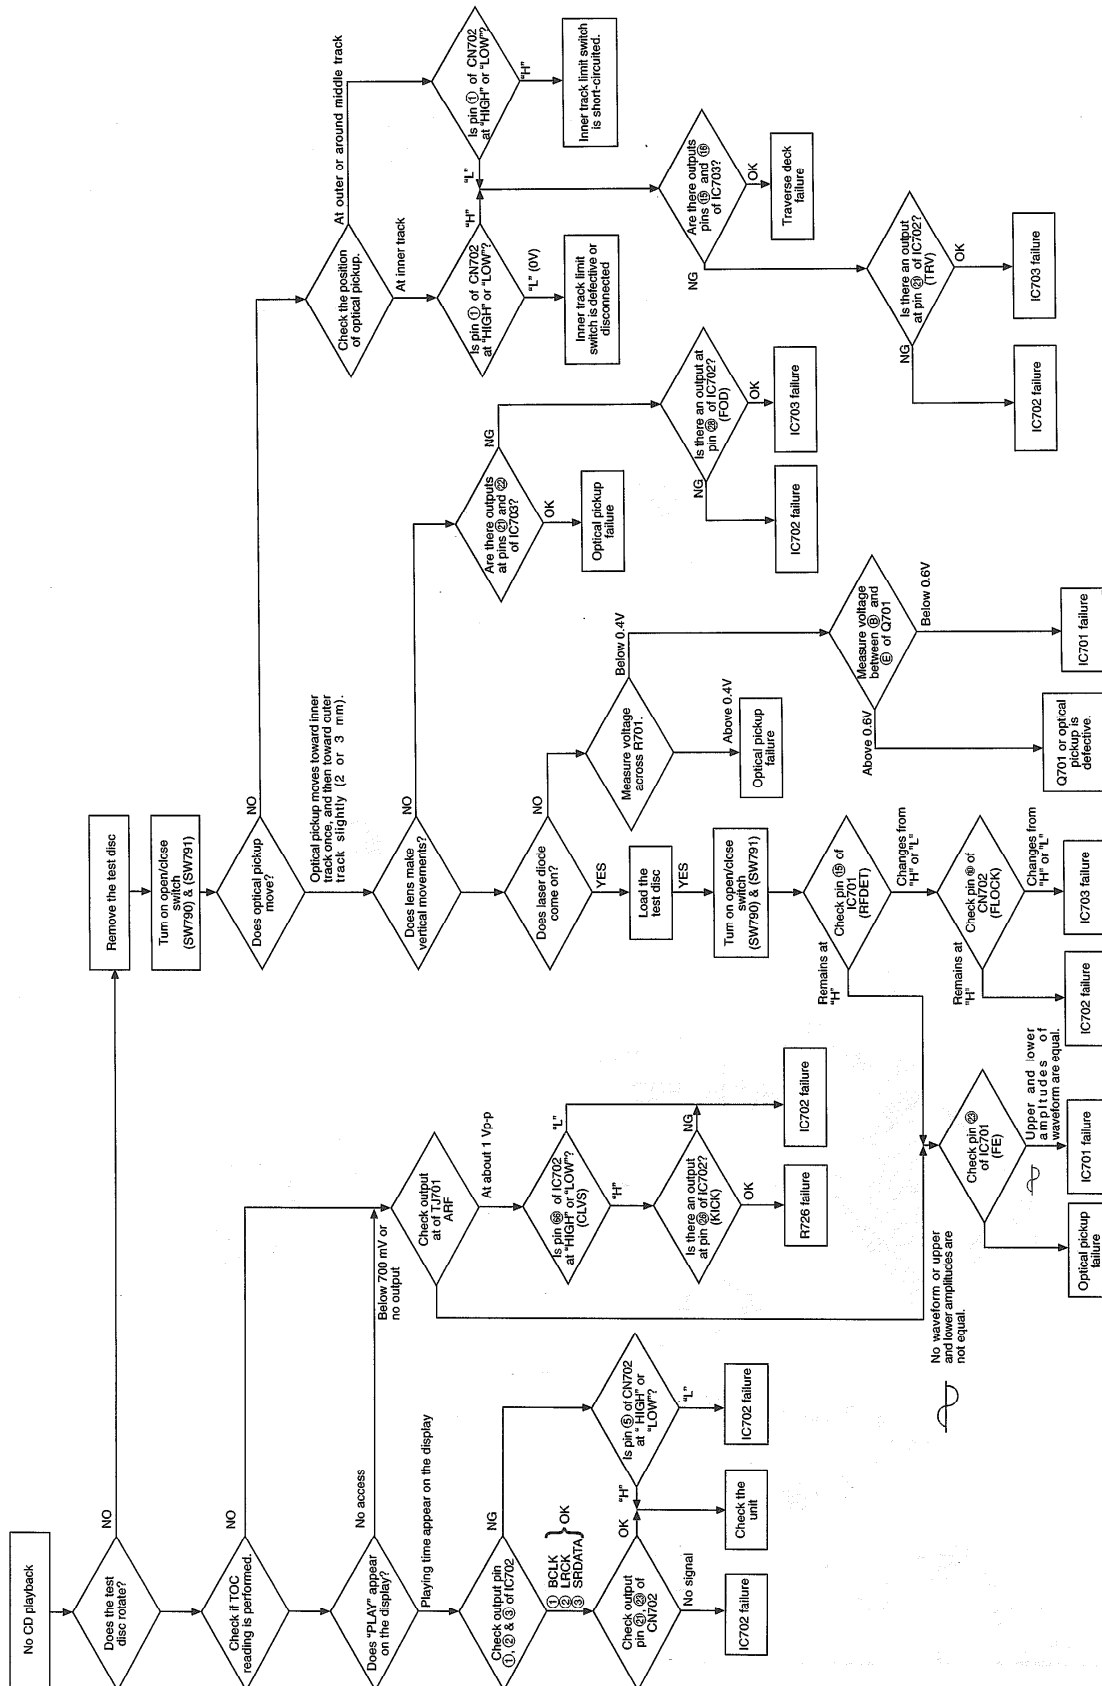 No CD playback
Does the test
disc rotate?
NO
Check if TOC
reading is performed.
NO
Does "PLAY" appear
on the display?
No access
Playing time appear on the display
Check output pin
①, ② & ③ of IC702
NG
① BCLK
② LRCK
③ SRDATA
OK
Check output
pin ㉑ ㉓ of
CN702
OK
No signal
IC702 failure
Is pin ⑤ of CN702
at " HIGH" or
"LOW"?
"H"
"L"
Check the
unit
IC702 failure
Below 700 mV or
no output
Check output
at of TJ701
ARF
At about 1 Vp-p
Is pin 66 of IC702
at "HIGH" or "LOW"?
(CLVS)
"L"
"H"
Is there an output
at pin ㉖ of IC702?
(KICK)
NG
OK
R726 failure
IC702 failure
No waveform or upper
and lower amplitudes are
not equal.
Check pin ㉓
of IC701
(FE)
Upper and lower
ampltudes of
waveform are equal.
Optical pickup
failure
IC701 failure
Remove the test disc
Turn on open/close
switch
(SW790) & (SW791)
Does optical pickup
move?
NO
Optical pickup moves toward inner
track once, and then toward outer
track slightly (2 or 3 mm).
Does lens make
vertical movements?
NO
Does laser diode
come on?
NO
YES
Load the
test disc
YES
Turn on open/close
switch
(SW790) & (SW791)
Check pin ⑮ of
IC701
(RFDET)
Remains at
"H"
Changes from
"H" or "L"
Check pin of
CN702
(FLOCK)
Remains at
"H"
Changes from
"H" or "L"
IC702 failure
IC703 failure
Measure voltage
across R701.
Below 0.4V
Above 0.4V
Optical pickup
failure
Measure voltage
between Ⓑ and
Ⓔ of Q701
Above 0.6V
Below 0.6V
Q701 or optical
pickup is
defective.
IC701 failure
Are there outputs
at pins ㉑ and ㉒
of IC703?
NG
OK
Optical pickup
failure
Is there an output at
pin ㉘ of IC702?
(FOD)
NG
OK
IC702 failure
IC703 failure
Check the position
of optical pickup.
At outer or around middle track
At inner track
Is pin ① of CN702
at "HIGH" or "LOW"?
"H"
"L" (0V)
Inner track limit
switch is defective or
disconnected
Is pin ① of CN702
at "HIGH" or "LOW"?
"L"
"H"
Inner track limit switch
is short-circuited.
Are there outputs
pins ⑮ and ⑯
of IC703?
NG
OK
Traverse deck
failure
Is there an output
at pin ㉑ of IC702?
(TRV)
NG
OK
IC702 failure
IC703 failure